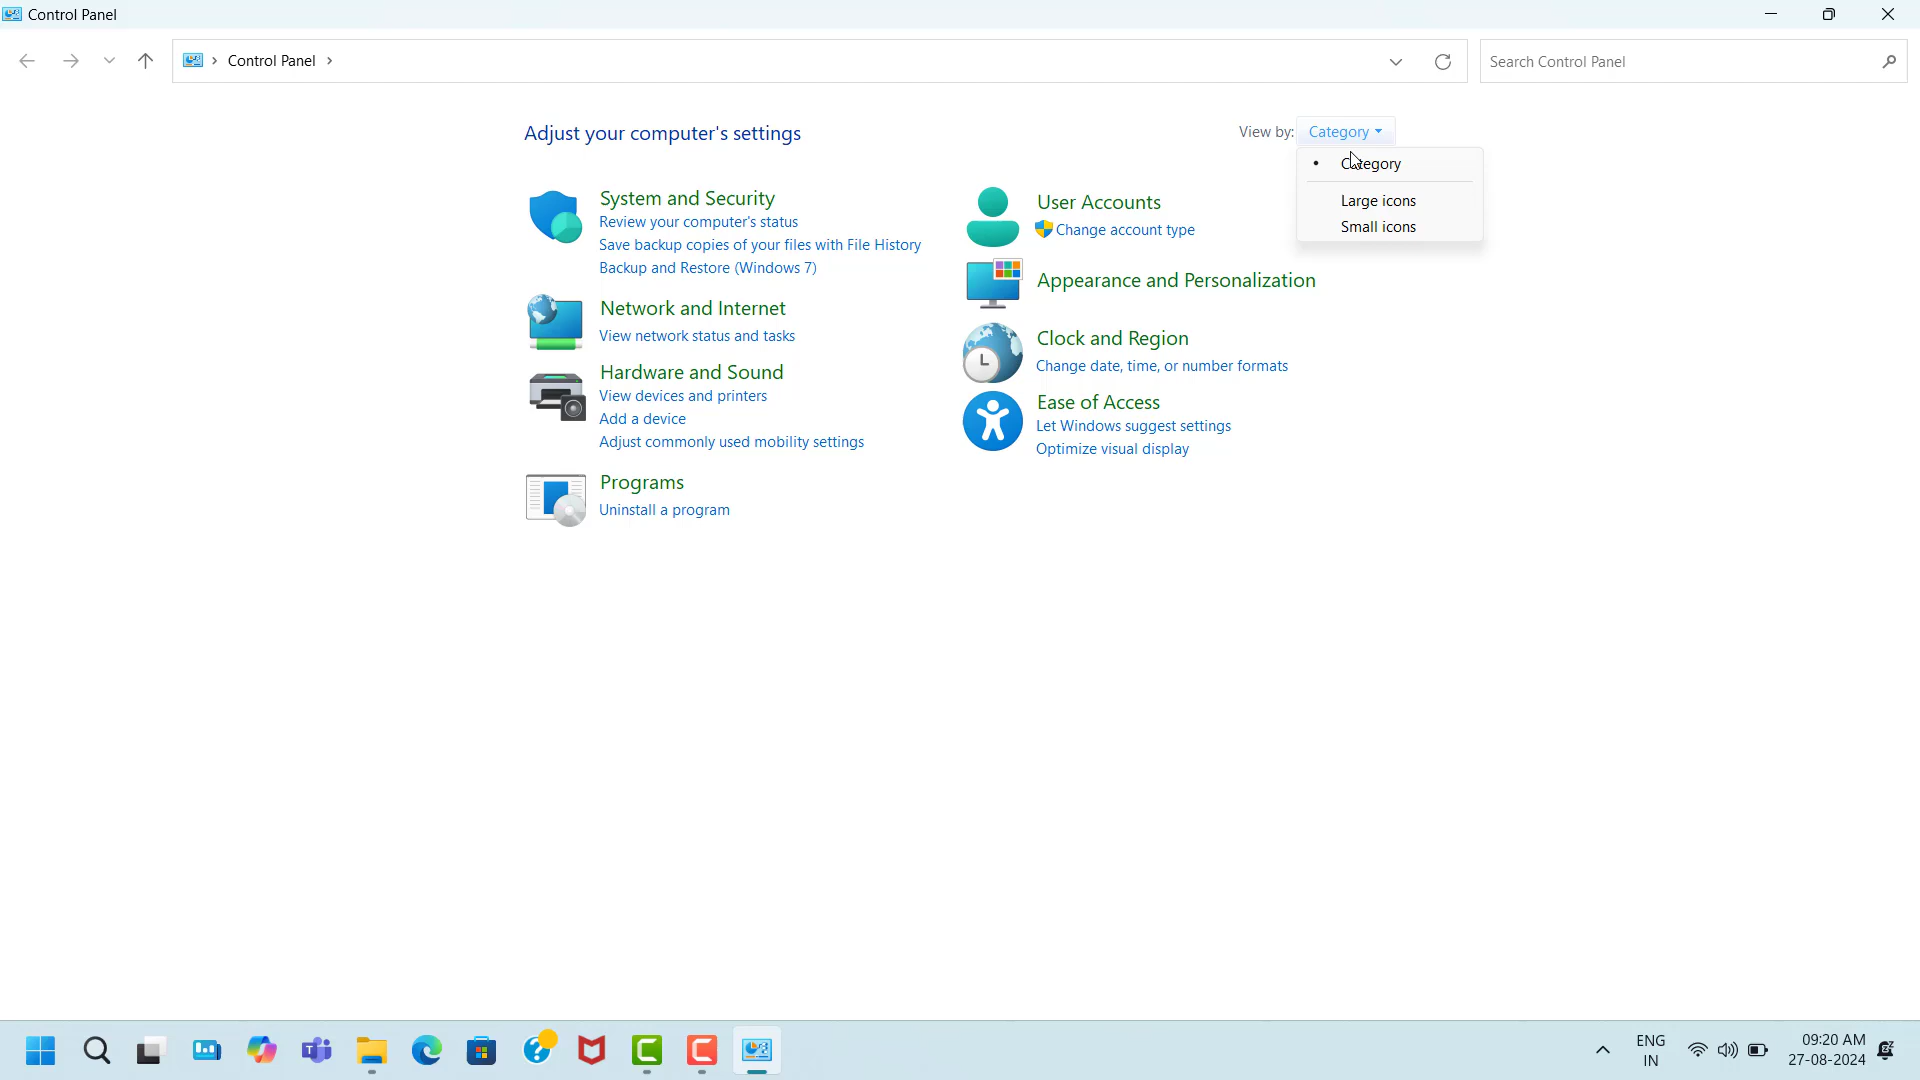 Control Panel
Control Panel
Search Control Panel
Adjust your computer's settings
View by: Category
Category
Large icons
Small icons
System and Security
Review your computer's status
Save backup copies of your files with File History
Backup and Restore (Windows 7)
Network and Internet
View network status and tasks
Hardware and Sound
View devices and printers
Add a device
Adjust commonly used mobility settings
Programs
Uninstall a program
User Accounts
Change account type
Appearance and Personalization
Clock and Region
Change date, time, or number formats
Ease of Access
Let Windows suggest settings
Optimize visual display
ENG
IN
09:20 AM
27-08-2024